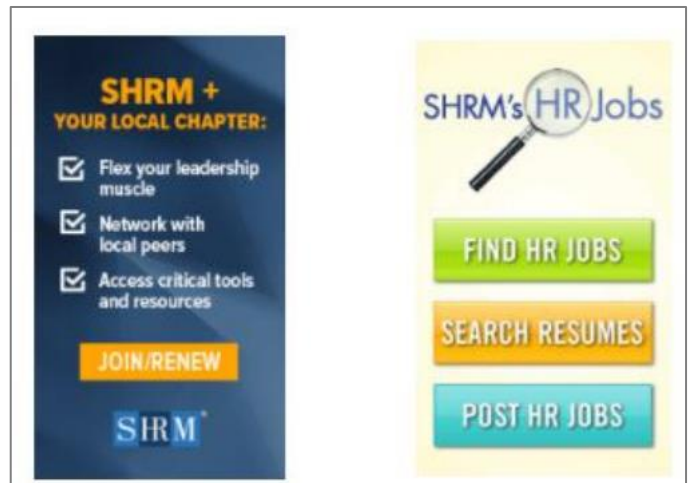 SHRM +
YOUR LOCAL CHAPTER:
Flex your leadership
muscle
Network with
local peers
Access critical tools
and resources
JOIN/RENEW
SHRM
SHRM's HR Jobs
FIND HR JOBS
SEARCH RESUMES
POST HR JOBS